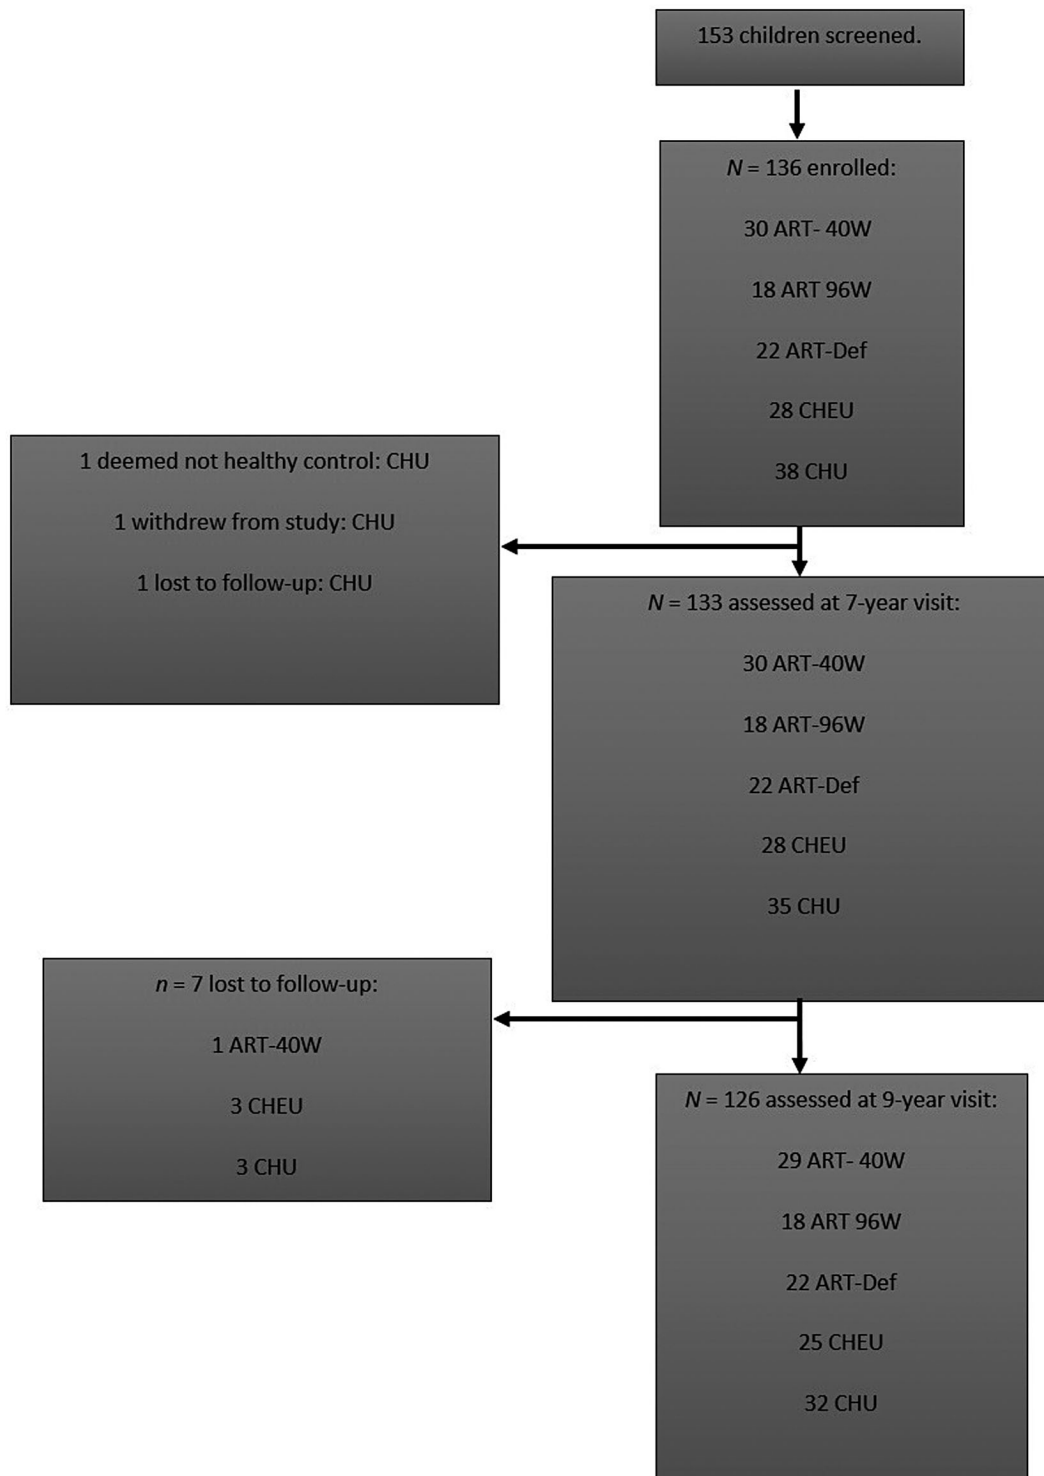 153 children screened.
N = 136 enrolled:
30 ART- 40W
18 ART 96W
22 ART-Def
28 CHEU
38 CHU
1 deemed not healthy control: CHU
1 withdrew from study: CHU
1 lost to follow-up: CHU
N = 133 assessed at 7-year visit:
30 ART-40W
18 ART-96W
22 ART-Def
28 CHEU
35 CHU
n = 7 lost to follow-up:
1 ART-40W
3 CHEU
3 CHU
N = 126 assessed at 9-year visit:
29 ART- 40W
18 ART 96W
22 ART-Def
25 CHEU
32 CHU